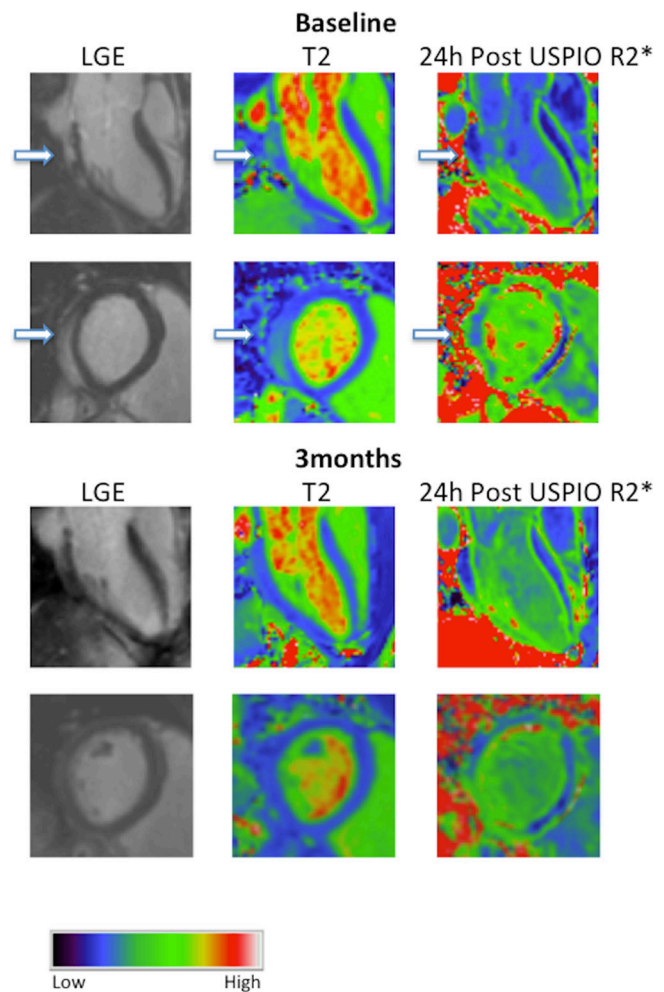 Baseline
LGE T2 24h Post USPIO R2*
3months
LGE T2 24h Post USPIO R2*
Low High